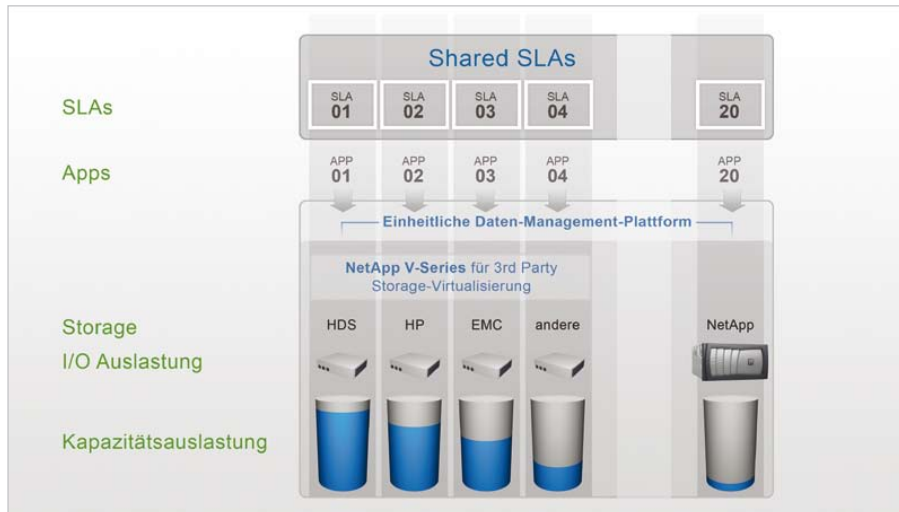 Shared SLAs
SLAs
SLA 01
SLA 02
SLA 03
SLA 04
SLA 20
Apps
APP 01
APP 02
APP 03
APP 04
APP 20
Einheitliche Daten-Management-Plattform
NetApp V-Series für 3rd Party
Storage-Virtualisierung
Storage
HDS
HP
EMC
andere
NetApp
I/O Auslastung
Kapazitätsauslastung